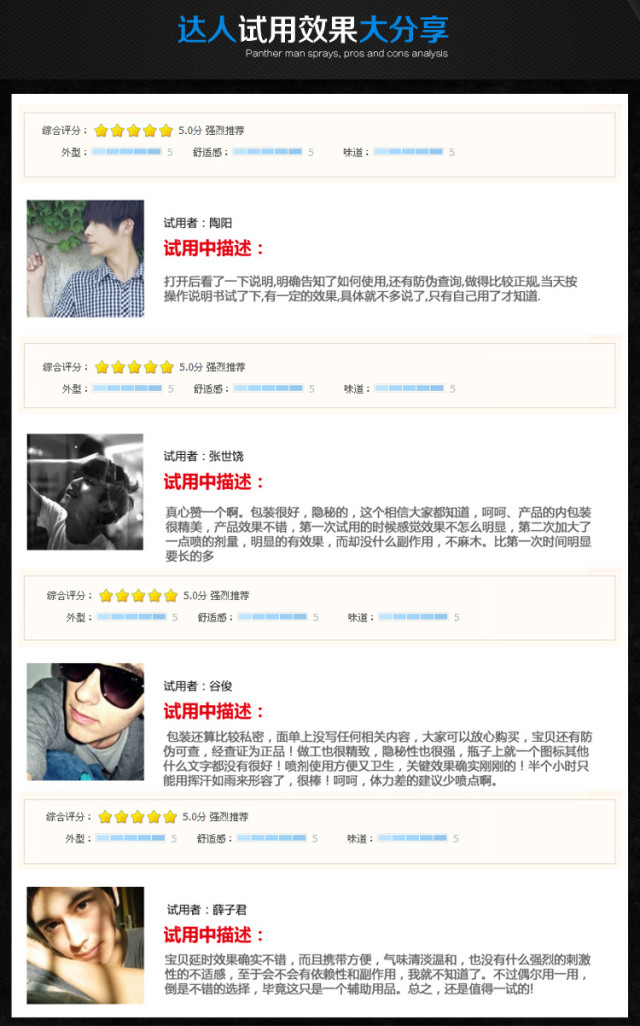 达人试用效果大分享
Panther man sprays, pros and cons analysis
综合评分： 5.0分 强烈推荐
外型： 5 舒适感： 5 味道： 5
试用者：陶阳
试用中描述：
打开后看了一下说明,明确告知了如何使用,还有防伪查询,做得比较正规,当天按
操作说明书试了下,有一定的效果,具体就不多说了,只有自己用了才知道.
综合评分： 5.0分 强烈推荐
外型： 5 舒适感： 5 味道： 5
试用者：张世饶
试用中描述：
真心赞一个啊。包装很好，隐秘的，这个相信大家都知道，呵呵、产品的内包装
很精美，产品效果不错，第一次试用的时候感觉效果不怎么明显，第二次加大了
一点喷的剂量，明显的有效果，而却没什么副作用，不麻木。比第一次时间明显
要长的多
综合评分： 5.0分 强烈推荐
外型： 5 舒适感： 5 味道： 5
试用者：谷俊
试用中描述：
包装还算比较私密，面单上没写任何相关内容，大家可以放心购买，宝贝还有防
伪可查，经查证为正品！做工也很精致，隐秘性也很强，瓶子上就一个图标其他
什么文字都没有很好！喷剂使用方便又卫生，关键效果确实刚刚的！半个小时只
能用挥汗如雨来形容了，很棒！呵呵，体力差的建议少喷点啊。
综合评分： 5.0分 强烈推荐
外型： 5 舒适感： 5 味道： 5
试用者：薛子君
试用中描述：
宝贝延时效果确实不错，而且携带方便，气味清淡温和，也没有什么强烈的刺激
性的不适感，至于会不会有依赖性和副作用，我就不知道了。不过偶尔用一用，
倒是不错的选择，毕竟这只是一个辅助用品。总之，还是值得一试的!